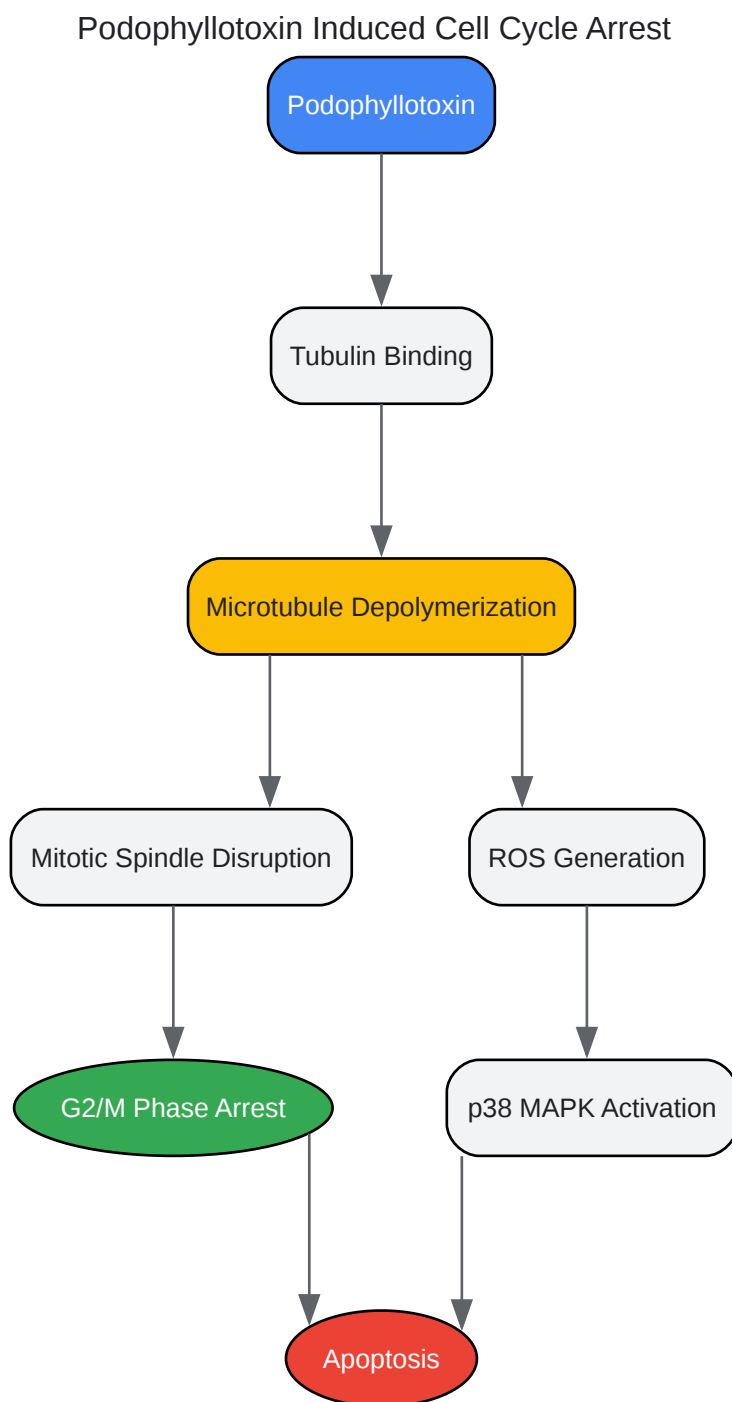 Podophyllotoxin Induced Cell Cycle Arrest
Podophyllotoxin
Tubulin Binding
Microtubule Depolymerization
Mitotic Spindle Disruption
ROS Generation
G2/M Phase Arrest
p38 MAPK Activation
Apoptosis